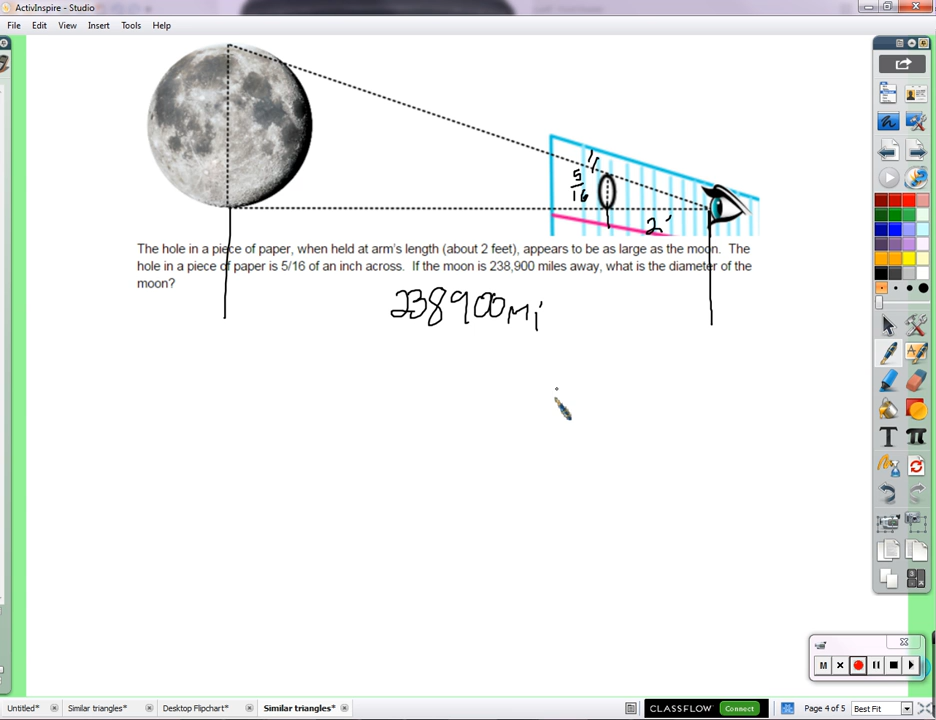 ActivInspire - Studio
File Edit View Insert Tools Help
5/16"
2'
The hole in a piece of paper, when held at arm's length (about 2 feet), appears to be as large as the moon. The
hole in a piece of paper is 5/16 of an inch across. If the moon is 238,900 miles away, what is the diameter of the
moon?
238900 Mi
T π
M
Untitled* Similar triangles* Desktop Flipchart* Similar triangles*
CLASSFLOW Connect
Page 4 of 5 Best Fit